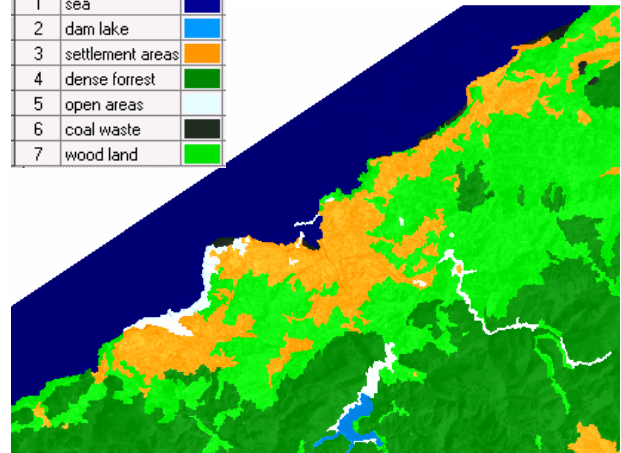 1 sea
2 dam lake
3 settlement areas
4 dense forrest
5 open areas
6 coal waste
7 wood land